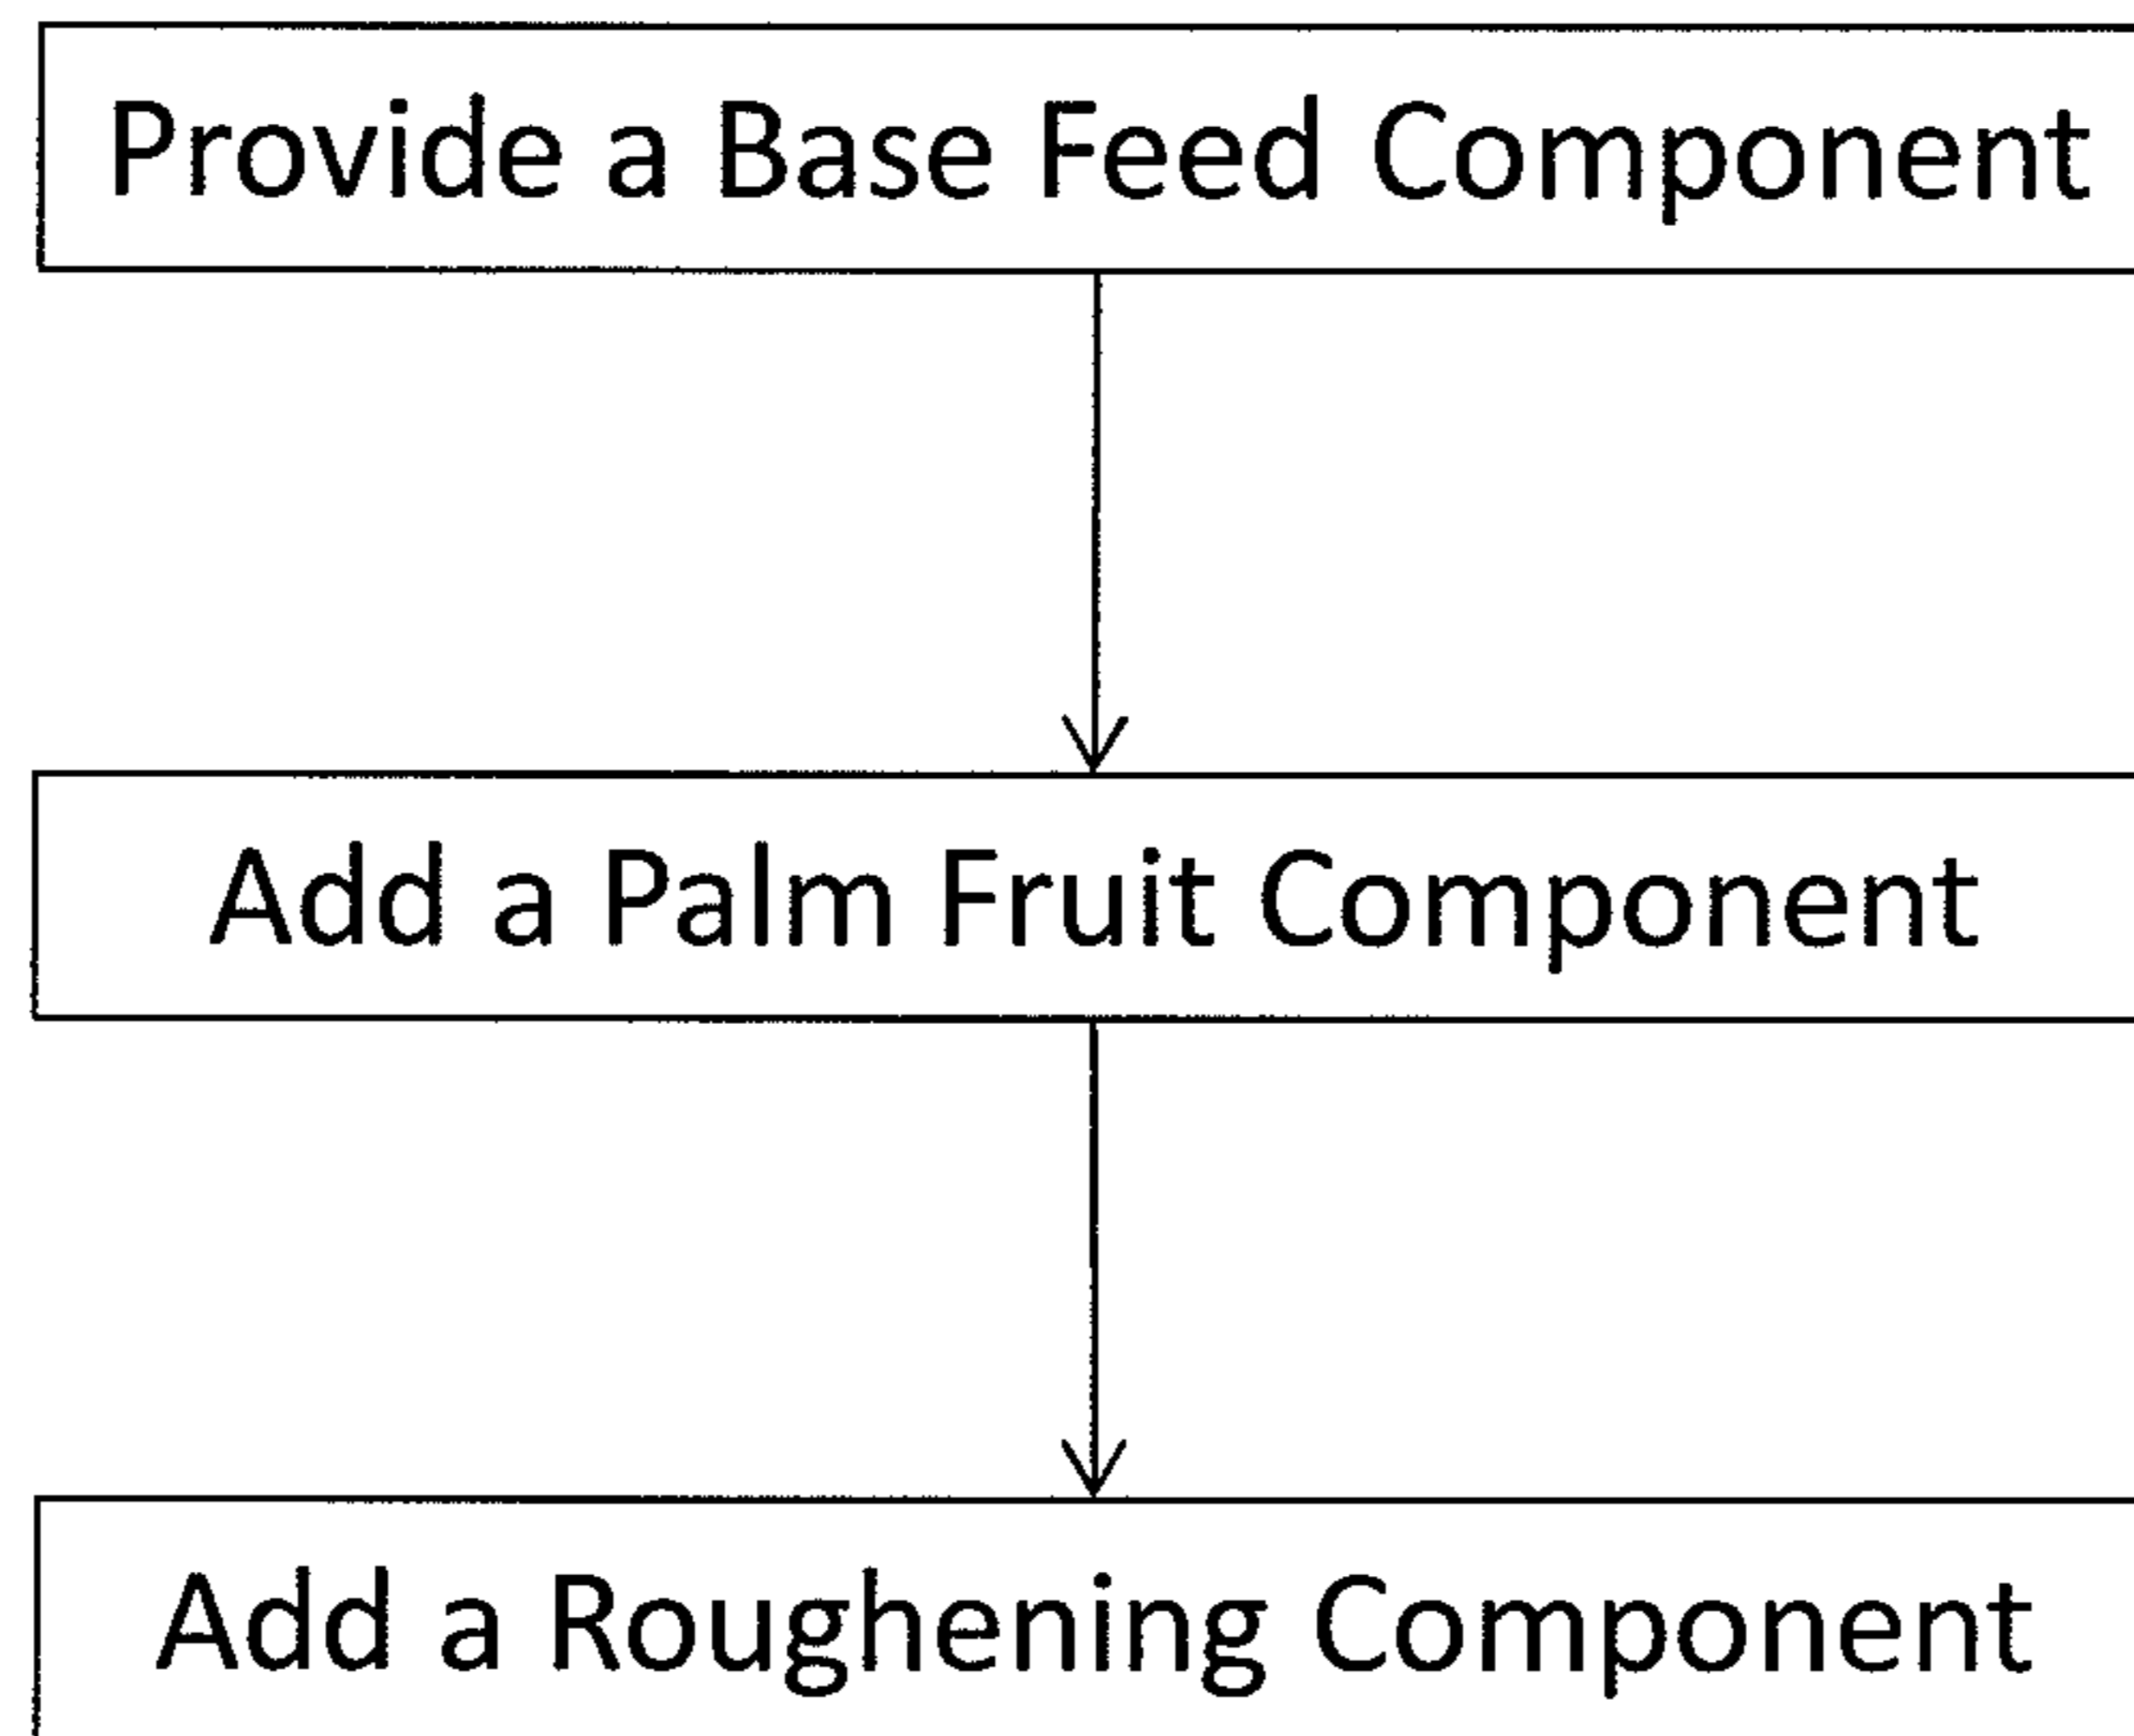 Provide a Base Feed Component
Add a Palm Fruit Component
Add a Roughening Component